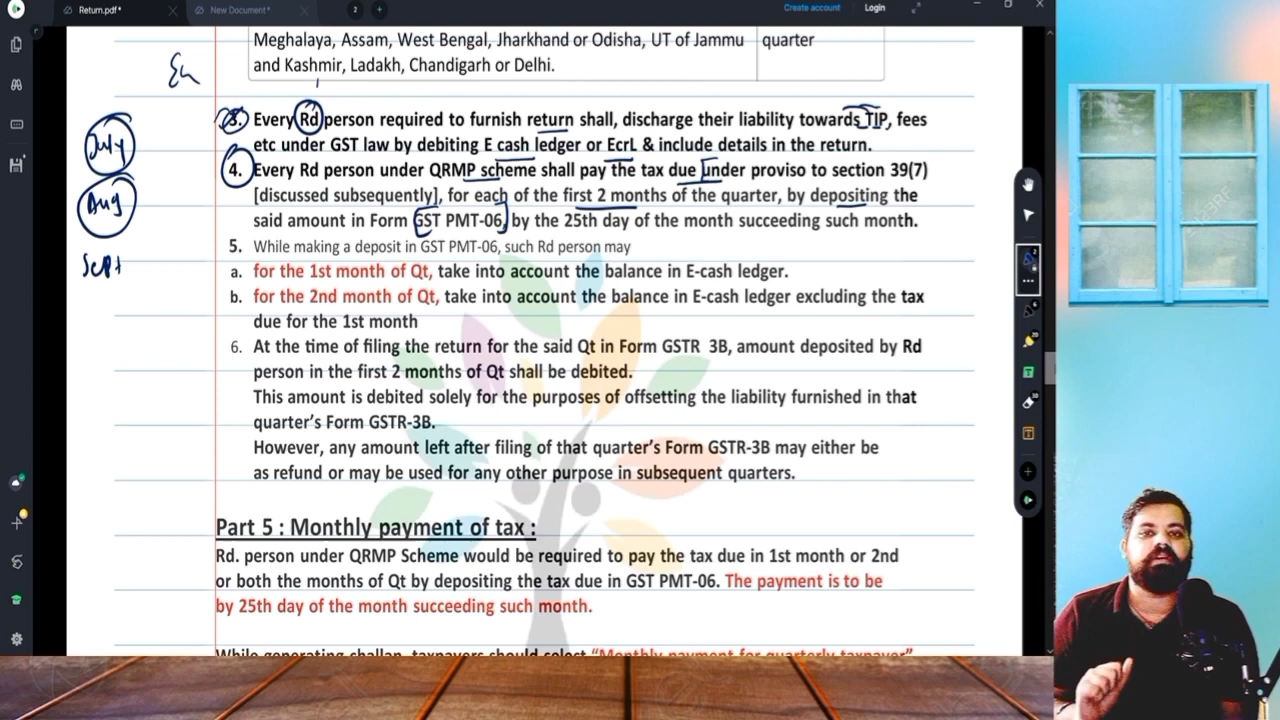 Return.pdf*
New Document*
2
Create account
Login
Meghalaya, Assam, West Bengal, Jharkhand or Odisha, UT of Jammu
and Kashmir, Ladakh, Chandigarh or Delhi.
quarter
3. Every Rd person required to furnish return shall, discharge their liability towards TIP, fees
etc under GST law by debiting E cash ledger or EcrL & include details in the return.
July
4. Every Rd person under QRMP scheme shall pay the tax due under proviso to section 39(7)
[discussed subsequently], for each of the first 2 months of the quarter, by depositing the
Aug
said amount in Form GST PMT-06, by the 25th day of the month succeeding such month.
5. While making a deposit in GST PMT-06, such Rd person may
Sept
a. for the 1st month of Qt, take into account the balance in E-cash ledger.
b. for the 2nd month of Qt, take into account the balance in E-cash ledger excluding the tax
due for the 1st month
6. At the time of filing the return for the said Qt in Form GSTR 3B, amount deposited by Rd
person in the first 2 months of Qt shall be debited.
This amount is debited solely for the purposes of offsetting the liability furnished in that
quarter's Form GSTR-3B.
However, any amount left after filing of that quarter's Form GSTR-3B may either be
as refund or may be used for any other purpose in subsequent quarters.
Part 5 : Monthly payment of tax :
Rd. person under QRMP Scheme would be required to pay the tax due in 1st month or 2nd
or both the months of Qt by depositing the tax due in GST PMT-06. The payment is to be
by 25th day of the month succeeding such month.
While generating challan, taxpayers should select "Monthly payment for quarterly taxpayer"